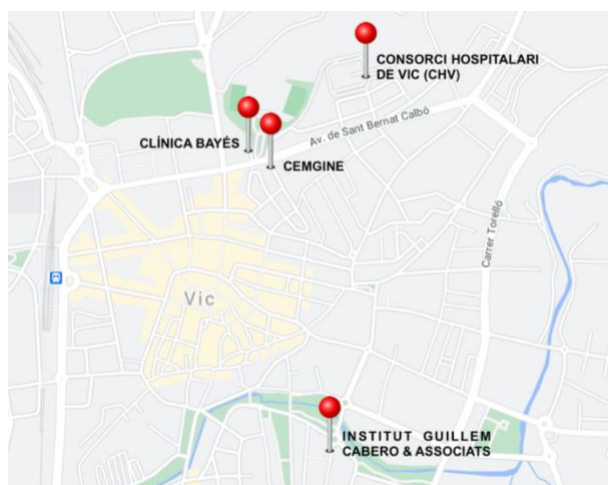 CONSORCI HOSPITALARI
DE VIC (CHV)
CLÍNICA BAYÉS
CEMGINE
Av. de Sant Bernat Calbó
Carrer Torelló
Vic
INSTITUT GUILLEM
CABERO & ASSOCIATS